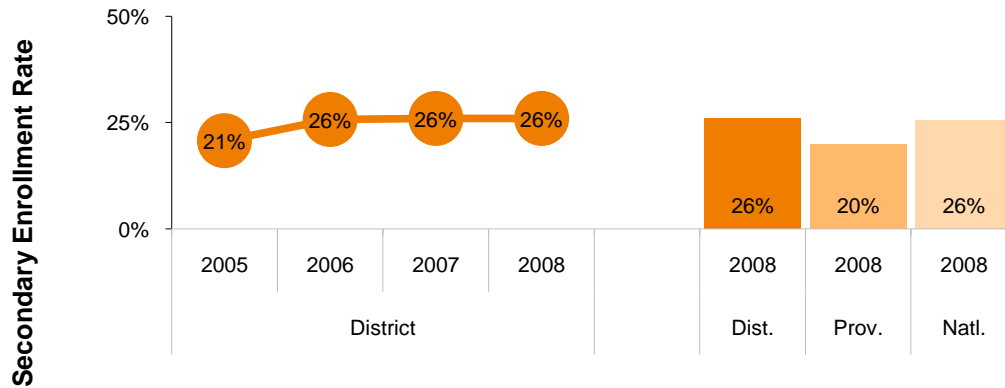 Secondary Enrollment Rate
50%
25%
0%
21% 26% 26% 26%
26% 20% 26%
2005 2006 2007 2008 2008 2008 2008
District Dist. Prov. Natl.